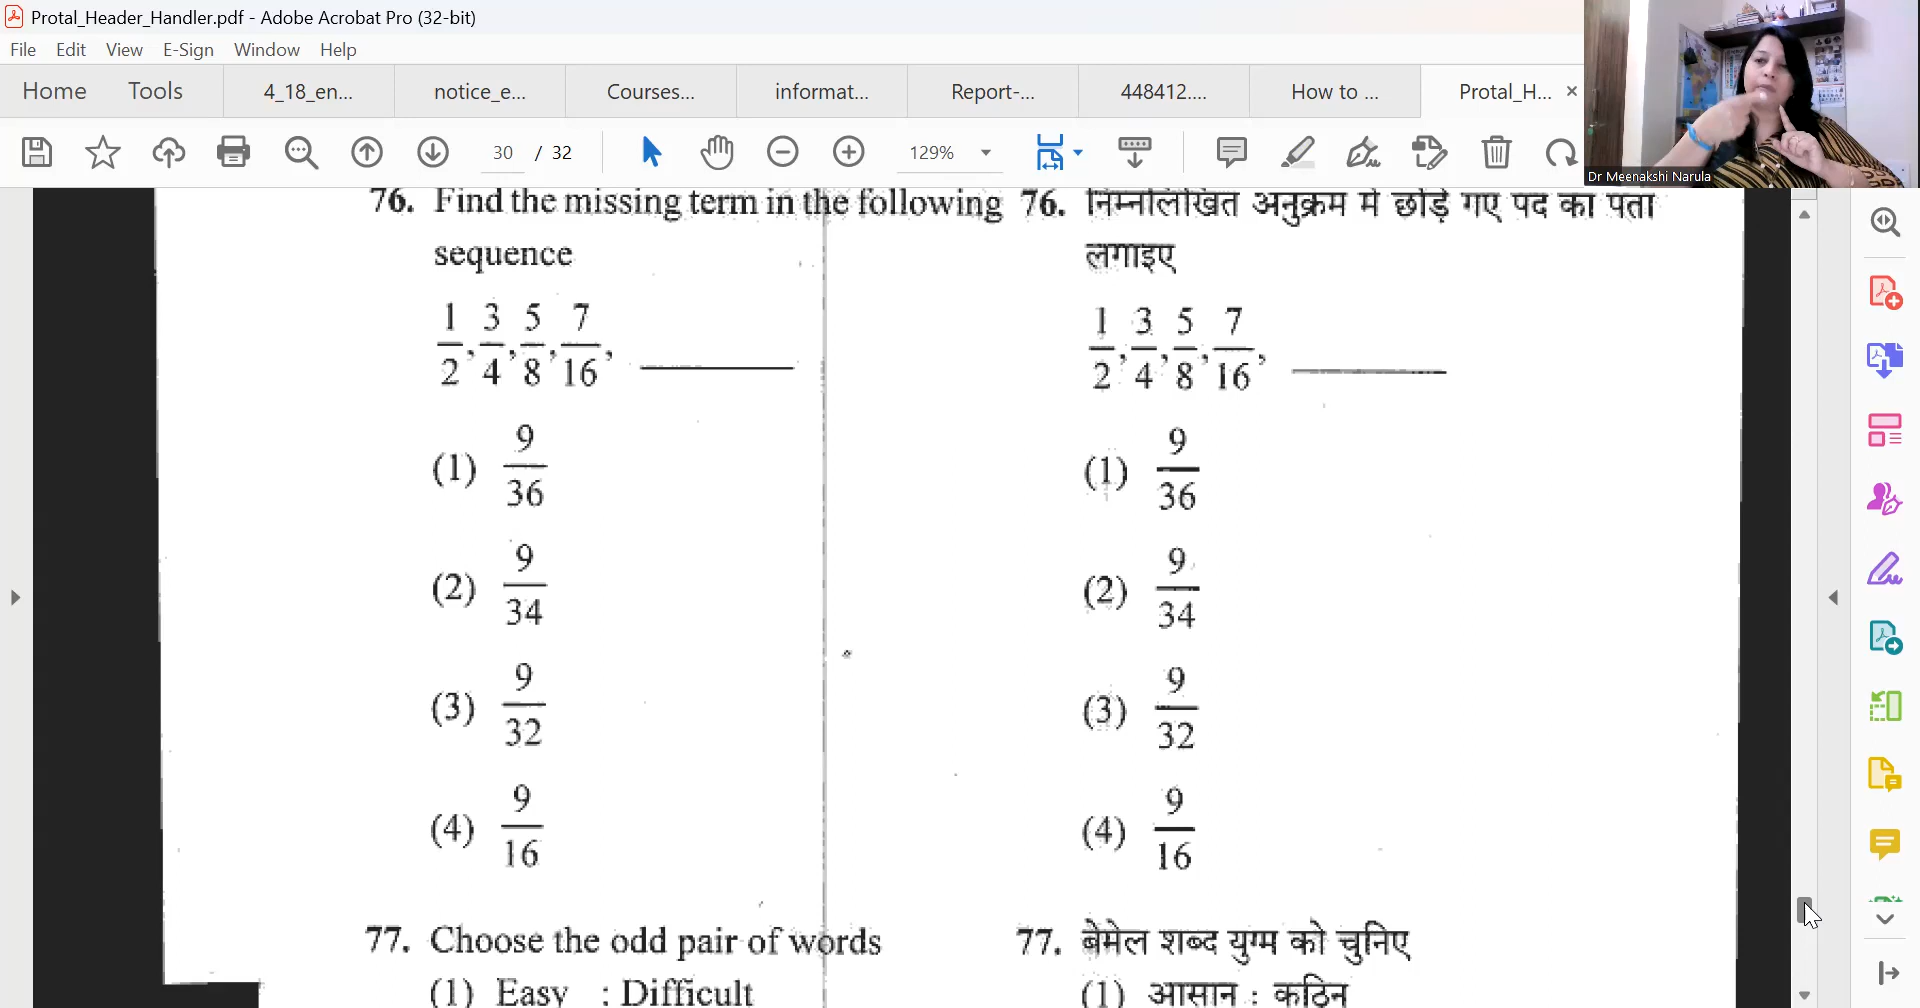 Protal_Header_Handler.pdf - Adobe Acrobat Pro (32-bit)
File Edit View E-Sign Window Help
Home Tools 4_18_en... notice_e... Courses... informat... Report-... 448412.... How to ... Protal_H... ×
30 / 32 129%
Dr Meenakshi Narula
76. Find the missing term in the following
sequence
1/2, 3/4, 5/8, 7/16, ______
(1) 9/36
(2) 9/34
(3) 9/32
(4) 9/16
77. Choose the odd pair of words
(1) Easy : Difficult
76. निम्नलिखित अनुक्रम में छोड़े गए पद का पता
लगाइए
1/2, 3/4, 5/8, 7/16, ______
(1) 9/36
(2) 9/34
(3) 9/32
(4) 9/16
77. बेमेल शब्द युग्म को चुनिए
(1) आसान : कठिन